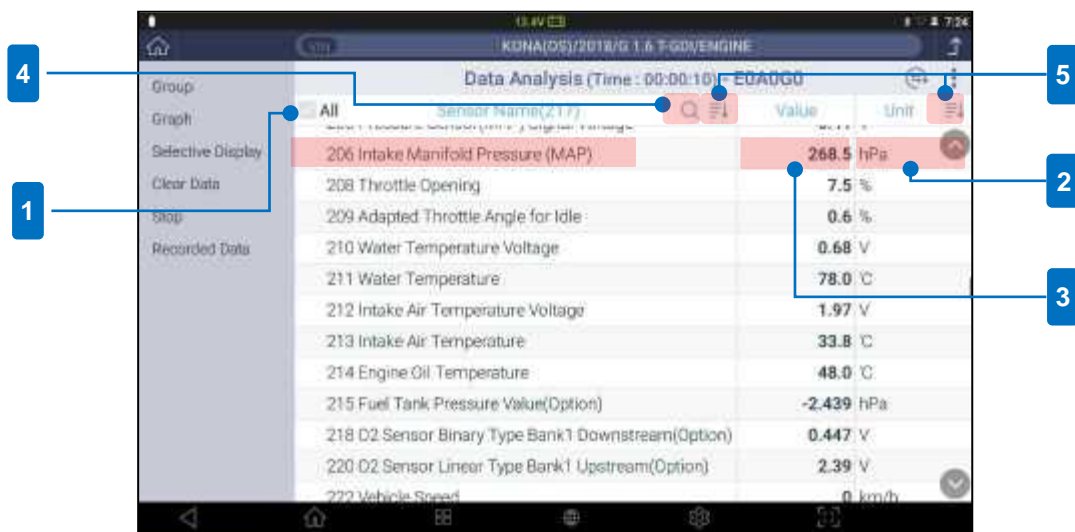 13.4V
7:24
VIN
KONA(OS)/2018/G 1.6 T-GDI/ENGINE
Data Analysis (Time : 00:00:10) - E0A0G0
Group
Graph
Selective Display
Clear Data
Stop
Recorded Data
All Sensor Name(217) Value Unit
206 Intake Manifold Pressure (MAP) 268.5 hPa
208 Throttle Opening 7.5 %
209 Adapted Throttle Angle for Idle 0.6 %
210 Water Temperature Voltage 0.68 V
211 Water Temperature 78.0 ℃
212 Intake Air Temperature Voltage 1.97 V
213 Intake Air Temperature 33.8 ℃
214 Engine Oil Temperature 48.0 ℃
215 Fuel Tank Pressure Value(Option) -2.439 hPa
218 O2 Sensor Binary Type Bank1 Downstream(Option) 0.447 V
220 O2 Sensor Linear Type Bank1 Upstream(Option) 2.39 V
222 Vehicle Speed 0 km/h
4
1
5
2
3